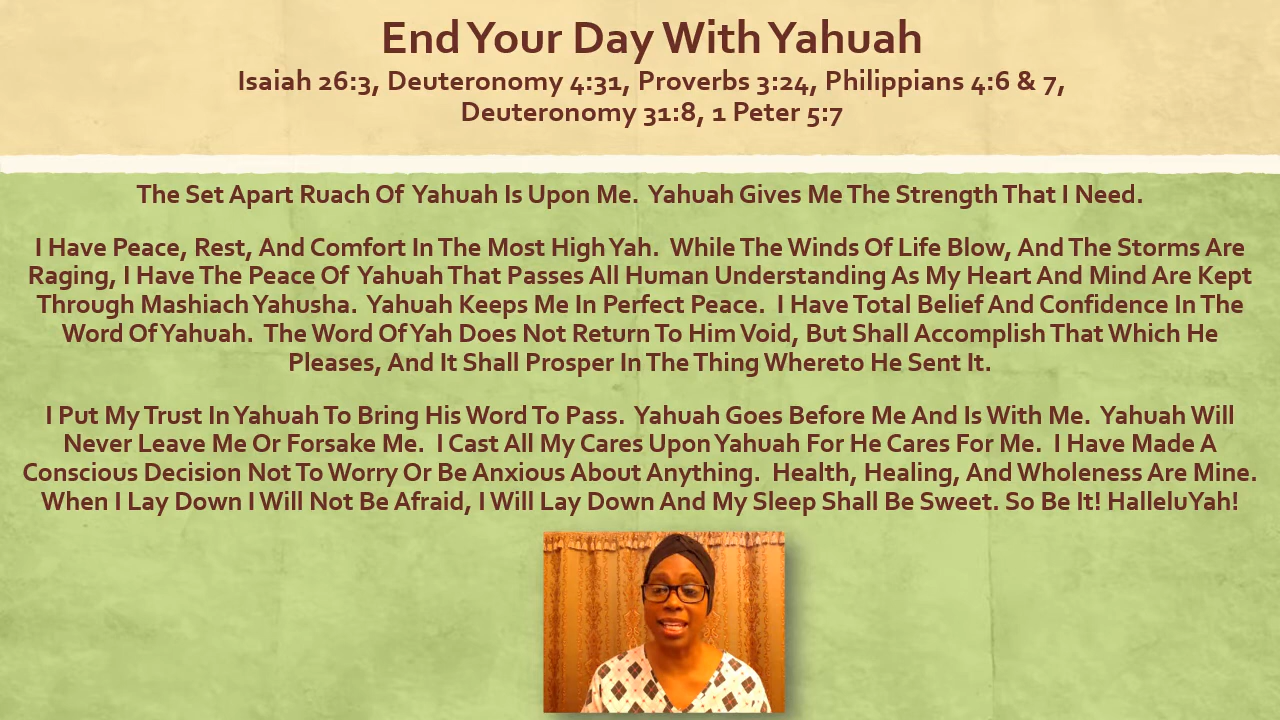 End Your Day With Yahuah
Isaiah 26:3, Deuteronomy 4:31, Proverbs 3:24, Philippians 4:6 & 7,
Deuteronomy 31:8, 1 Peter 5:7
The Set Apart Ruach Of Yahuah Is Upon Me. Yahuah Gives Me The Strength That I Need.
I Have Peace, Rest, And Comfort In The Most High Yah. While The Winds Of Life Blow, And The Storms Are
Raging, I Have The Peace Of Yahuah That Passes All Human Understanding As My Heart And Mind Are Kept
Through Mashiach Yahusha. Yahuah Keeps Me In Perfect Peace. I Have Total Belief And Confidence In The
Word Of Yahuah. The Word Of Yah Does Not Return To Him Void, But Shall Accomplish That Which He
Pleases, And It Shall Prosper In The Thing Whereto He Sent It.
I Put My Trust In Yahuah To Bring His Word To Pass. Yahuah Goes Before Me And Is With Me. Yahuah Will
Never Leave Me Or Forsake Me. I Cast All My Cares Upon Yahuah For He Cares For Me. I Have Made A
Conscious Decision Not To Worry Or Be Anxious About Anything. Health, Healing, And Wholeness Are Mine.
When I Lay Down I Will Not Be Afraid, I Will Lay Down And My Sleep Shall Be Sweet. So Be It! HalleluYah!